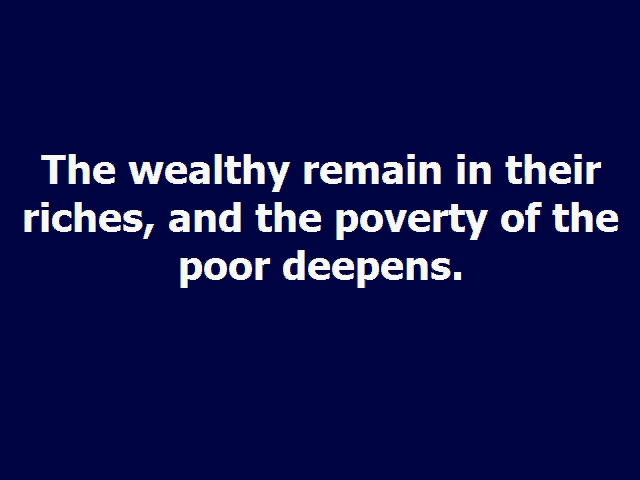 The wealthy remain in their
riches, and the poverty of the
poor deepens.